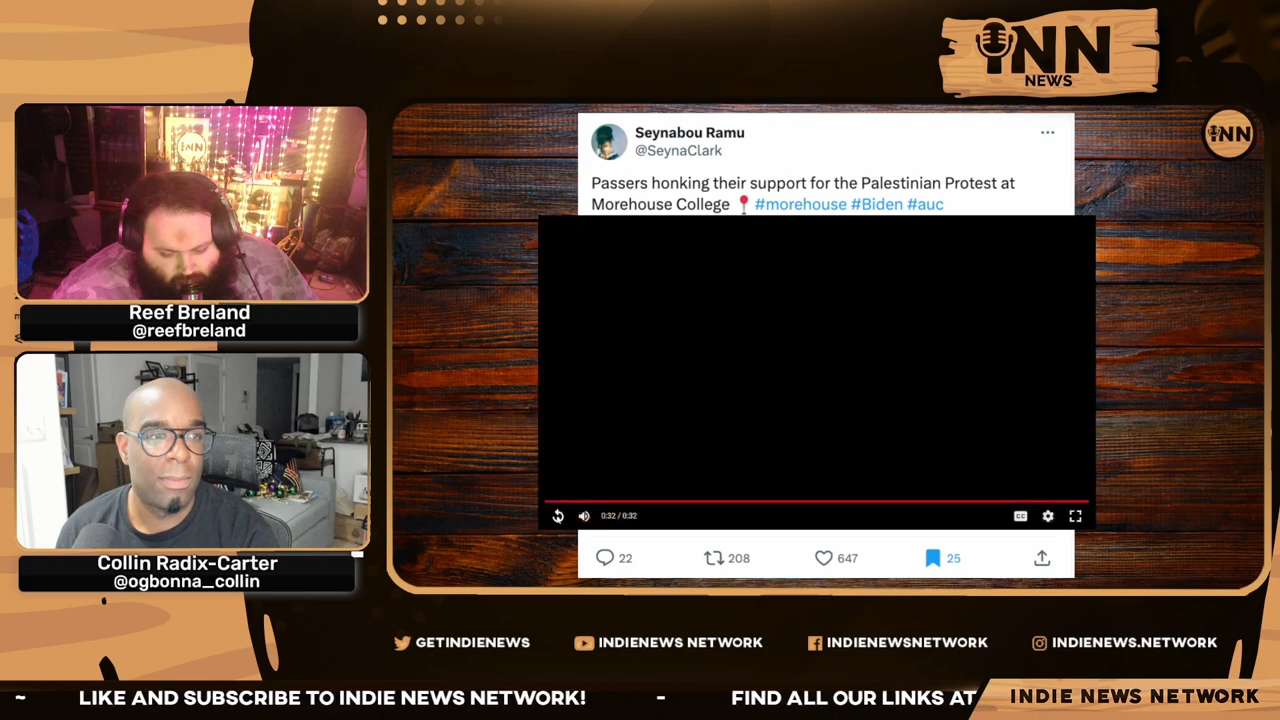 INN
NEWS
INN
INN
Seynabou Ramu
@SeynaClark
Passers honking their support for the Palestinian Protest at
Morehouse College 📍 #morehouse #Biden #auc
Reef Breland
@reefbreland
0:32 / 0:32
CC
22
208
647
25
Collin Radix-Carter
@ogbonna_collin
GETINDIENEWS
INDIENEWS NETWORK
INDIENEWSNETWORK
INDIENEWS.NETWORK
~ LIKE AND SUBSCRIBE TO INDIE NEWS NETWORK! - FIND ALL OUR LINKS AT
INDIE NEWS NETWORK